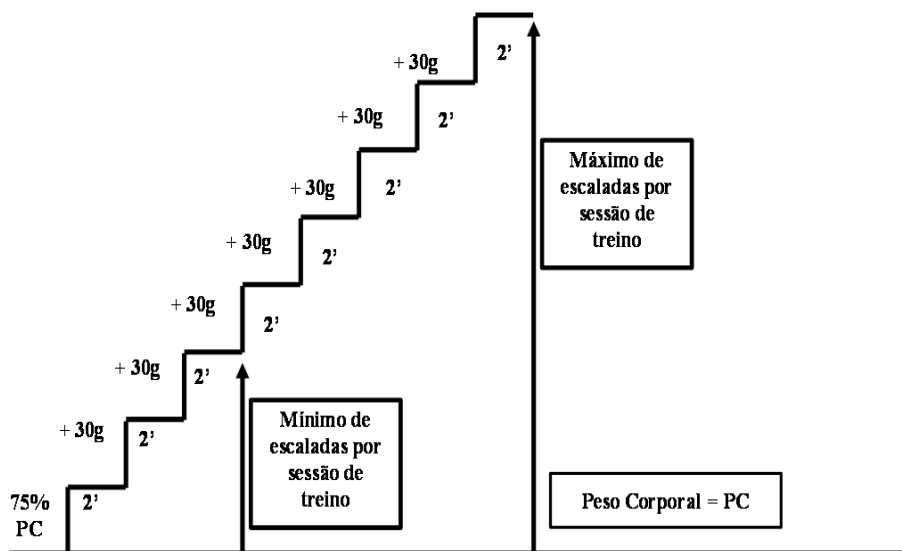 2’
+ 30g
+ 30g
2’
Máximo de
escaladas por
sessão de
treino
+ 30g
2’
+ 30g
2’
+ 30g
2’
+ 30g
2’
Mínimo de
escaladas por
sessão de
treino
+ 30g
2’
75%
PC
2’
Peso Corporal = PC